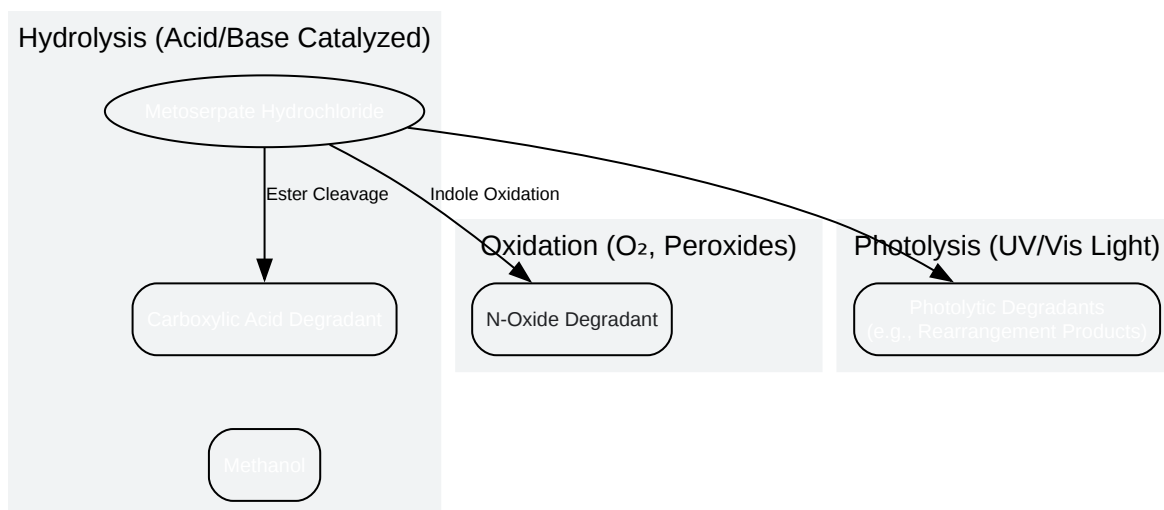 Hydrolysis (Acid/Base Catalyzed)
Metoserpate Hydrochloride
Ester Cleavage
Indole Oxidation
Oxidation (O₂, Peroxides)
Photolysis (UV/Vis Light)
Carboxylic Acid Degradant
N-Oxide Degradant
Photolytic Degradants
(e.g., Rearrangement Products)
Methanol